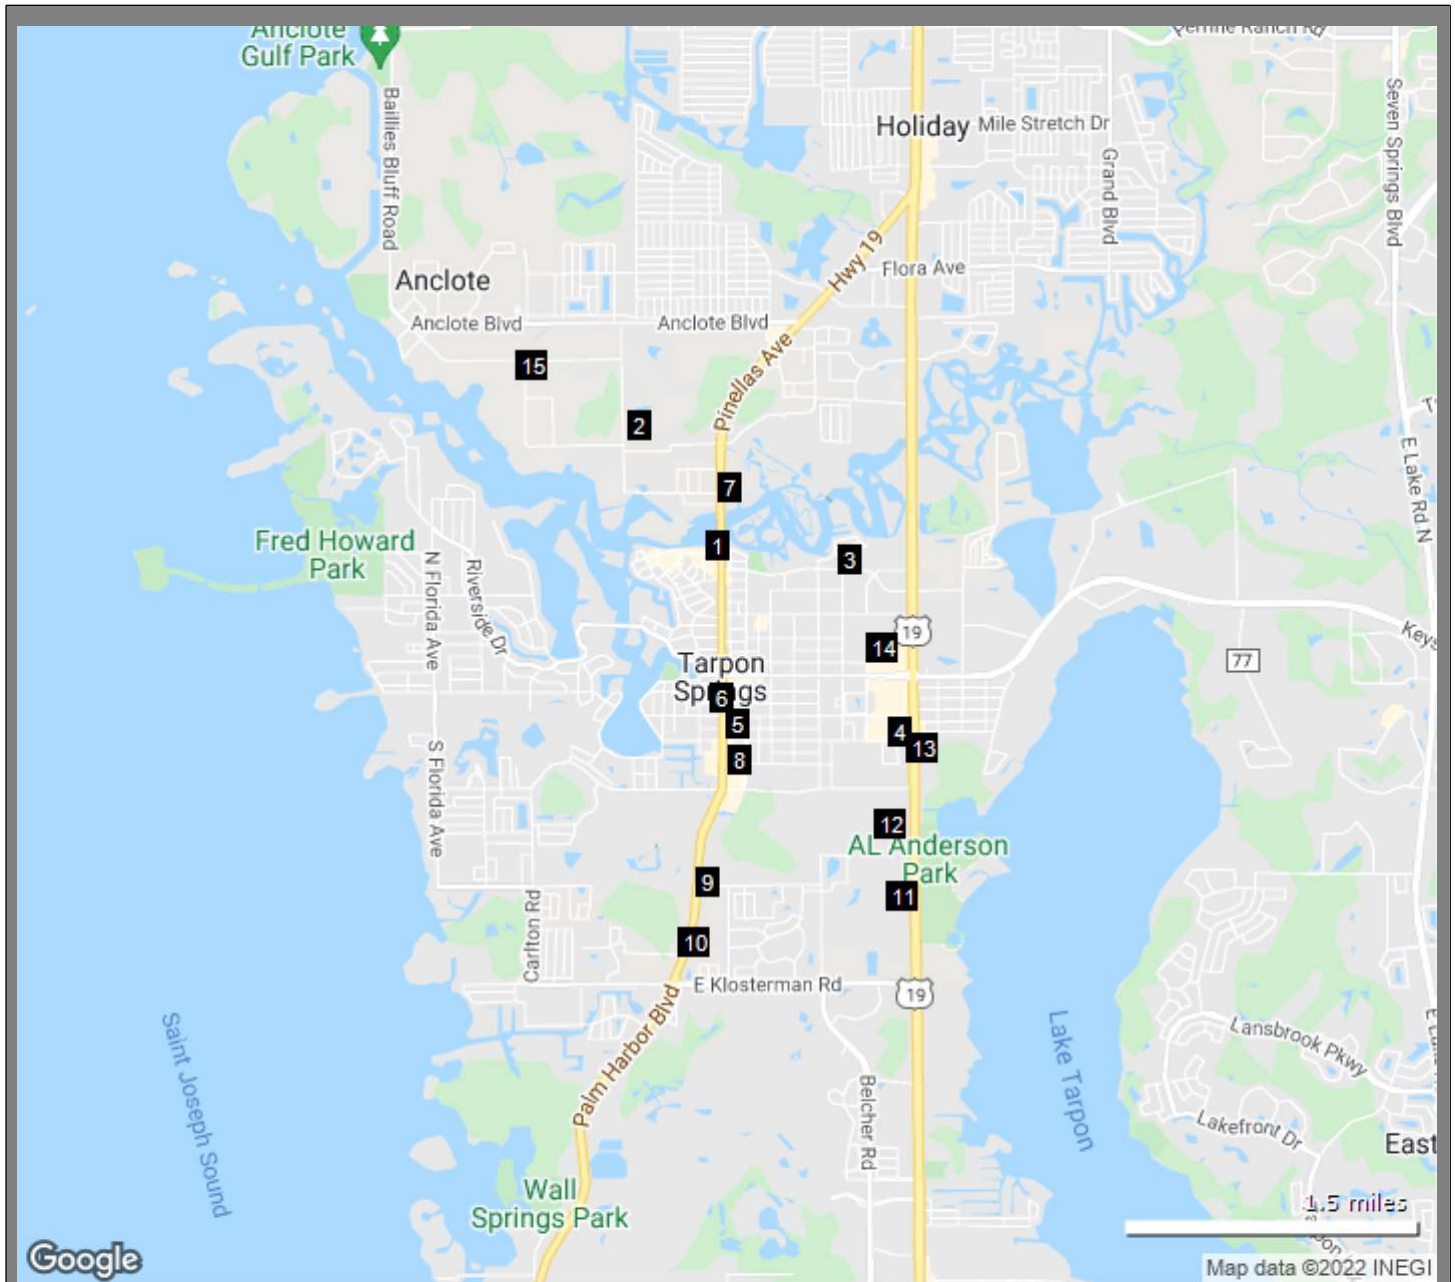 Anclote
Gulf Park
Perrine Ranch Rd
Baillies Bluff Road
Seven Springs Blvd
Holiday
Mile Stretch Dr
Grand Blvd
Hwy 19
Flora Ave
Anclote
Anclote Blvd
Anclote Blvd
Pinellas Ave
15
2
7
1
3
E Lake Rd N
Fred Howard
Park
N Florida Ave
Riverside Dr
19
14
77
Keys
Tarpon
Springs
6
5
4
13
8
S Florida Ave
12
AL Anderson
Park
9
11
10
Carlton Rd
E Klosterman Rd
19
Saint Joseph Sound
Palm Harbor Blvd
Belcher Rd
Lake Tarpon
Lansbrook Pkwy
Lakefront Dr
East
Wall
Springs Park
1.5 miles
Google
Map data ©2022 INEGI